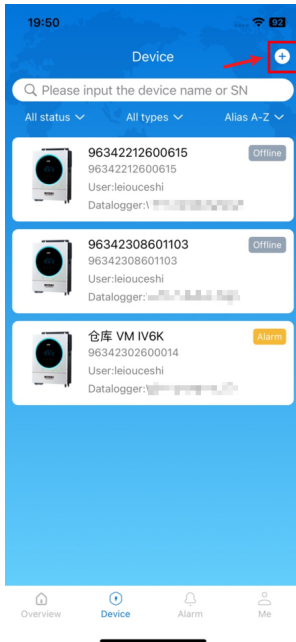 19:50
92
Device
Please input the device name or SN
All status
All types
Alias A-Z
96342212600615
Offline
96342212600615
User:leiouceshi
Datalogger:\
96342308601103
Offline
96342308601103
User:leiouceshi
Datalogger:
仓库 VM IV6K
Alarm
96342302600014
User:leiouceshi
Datalogger:
Overview
Device
Alarm
Me